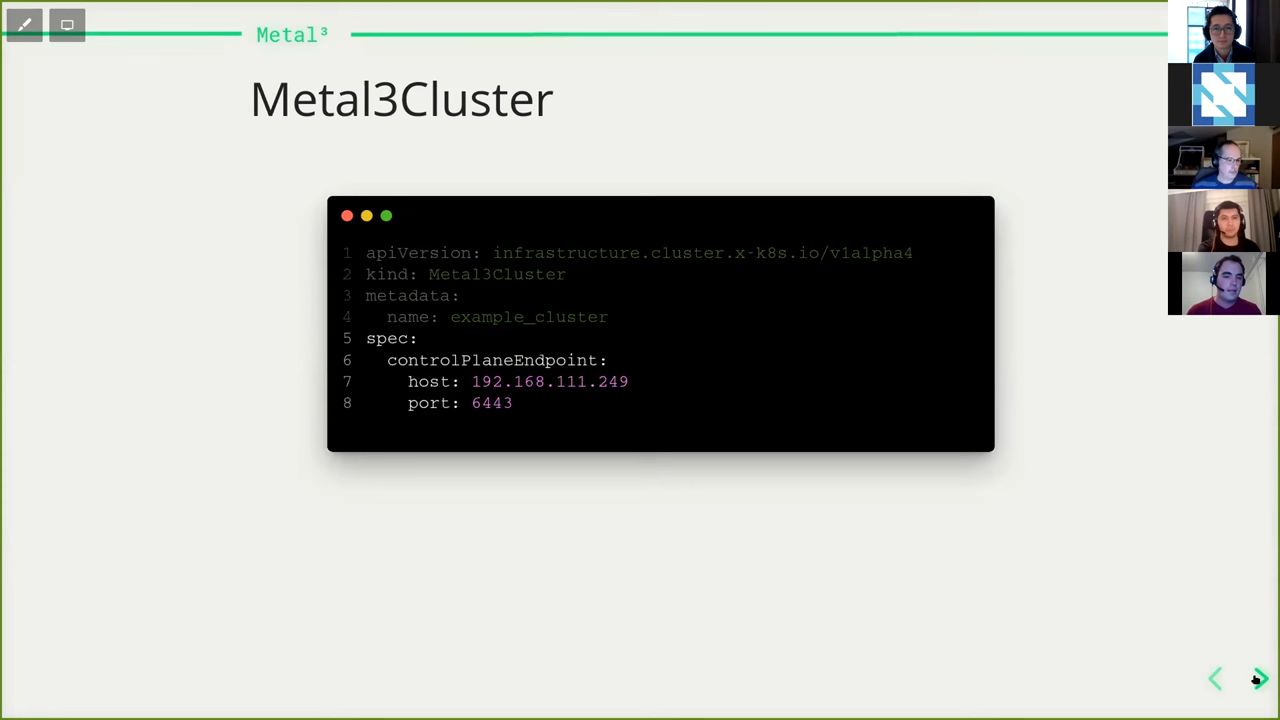 Metal³
Metal3Cluster
1 apiVersion: infrastructure.cluster.x-k8s.io/v1alpha4
2 kind: Metal3Cluster
3 metadata:
4   name: example_cluster
5 spec:
6   controlPlaneEndpoint:
7     host: 192.168.111.249
8     port: 6443